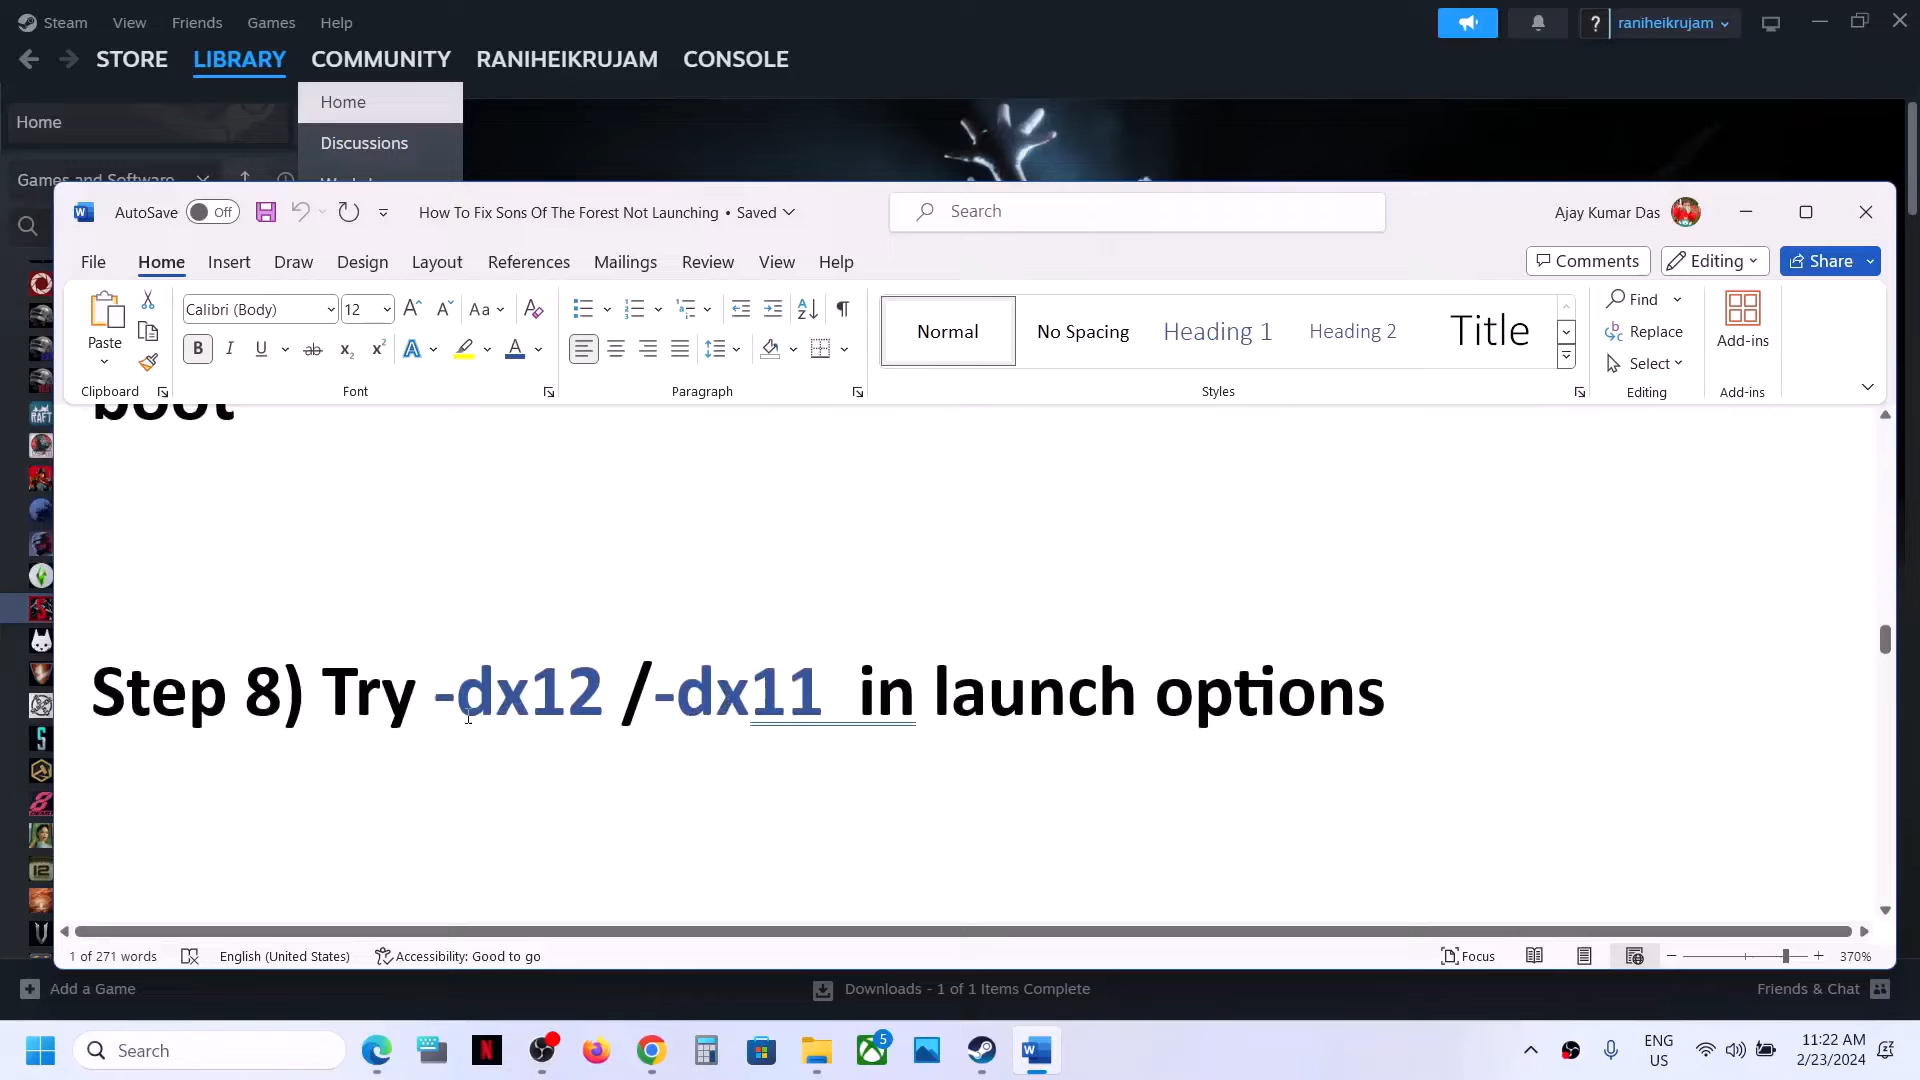 Steam View Friends Games Help
raniheikrujam
STORE LIBRARY COMMUNITY RANIHEIKRUJAM CONSOLE
Home
Home
Discussions
Games and Software
AutoSave Off
How To Fix Sons Of The Forest Not Launching • Saved
Search
Ajay Kumar Das
File Home Insert Draw Design Layout References Mailings Review View Help
Comments Editing Share
Paste
Calibri (Body) 12
Normal No Spacing Heading 1 Heading 2 Title
Find
Replace
Select
Add-ins
Clipboard Font Paragraph Styles Editing Add-ins
boot
Step 8) Try -dx12 /-dx11 in launch options
1 of 271 words English (United States) Accessibility: Good to go
Focus 370%
Add a Game Downloads - 1 of 1 Items Complete Friends & Chat
Search
5
ENG
US
11:22 AM
2/23/2024